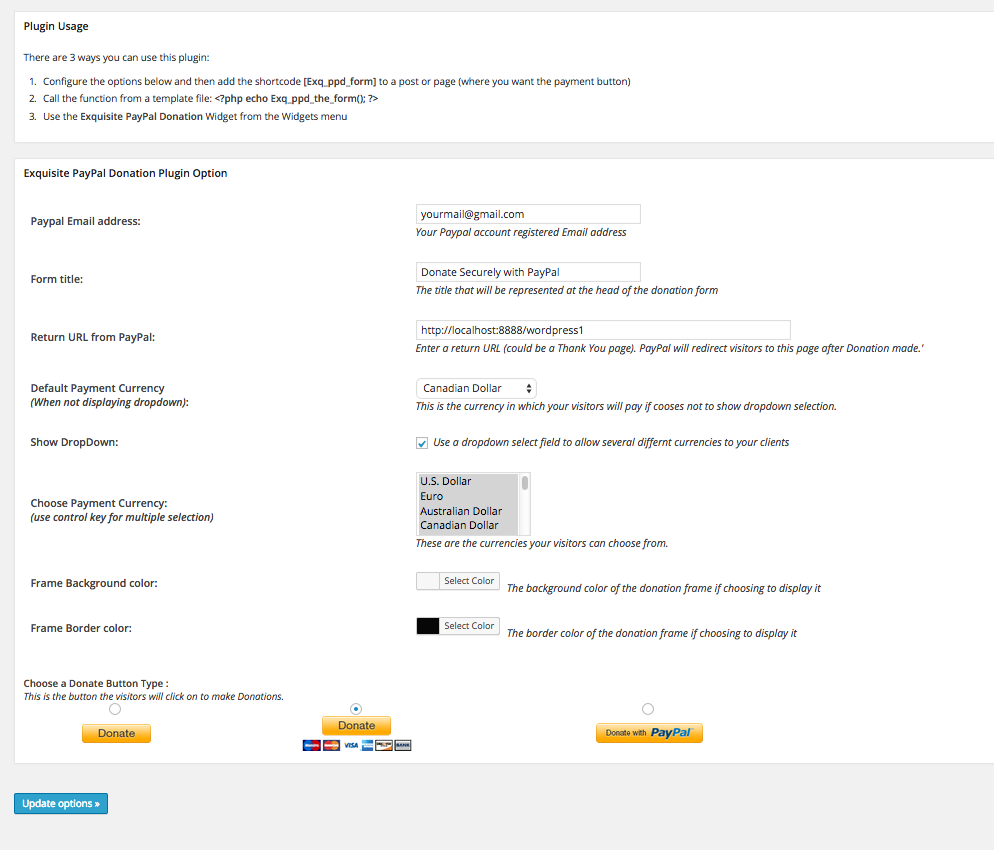 Plugin Usage
There are 3 ways you can use this plugin:
1. Configure the options below and then add the shortcode [Exq_ppd_form] to a post or page (where you want the payment button)
2. Call the function from a template file: <?php echo Exq_ppd_the_form(); ?>
3. Use the Exquisite PayPal Donation Widget from the Widgets menu
Exquisite PayPal Donation Plugin Option
Paypal Email address:
yourmail@gmail.com
Your Paypal account registered Email address
Form title:
Donate Securely with PayPal
The title that will be represented at the head of the donation form
Return URL from PayPal:
http://localhost:8888/wordpress1
Enter a return URL (could be a Thank You page). PayPal will redirect visitors to this page after Donation made.'
Default Payment Currency
(When not displaying dropdown):
Canadian Dollar
This is the currency in which your visitors will pay if cooses not to show dropdown selection.
Show DropDown:
Use a dropdown select field to allow several differnt currencies to your clients
Choose Payment Currency:
(use control key for multiple selection)
U.S. Dollar
Euro
Australian Dollar
Canadian Dollar
These are the currencies your visitors can choose from.
Frame Background color:
Select Color
The background color of the donation frame if choosing to display it
Frame Border color:
Select Color
The border color of the donation frame if choosing to display it
Choose a Donate Button Type :
This is the button the visitors will click on to make Donations.
Donate
Donate
VISA
BANK
Donate with PayPal
Update options »